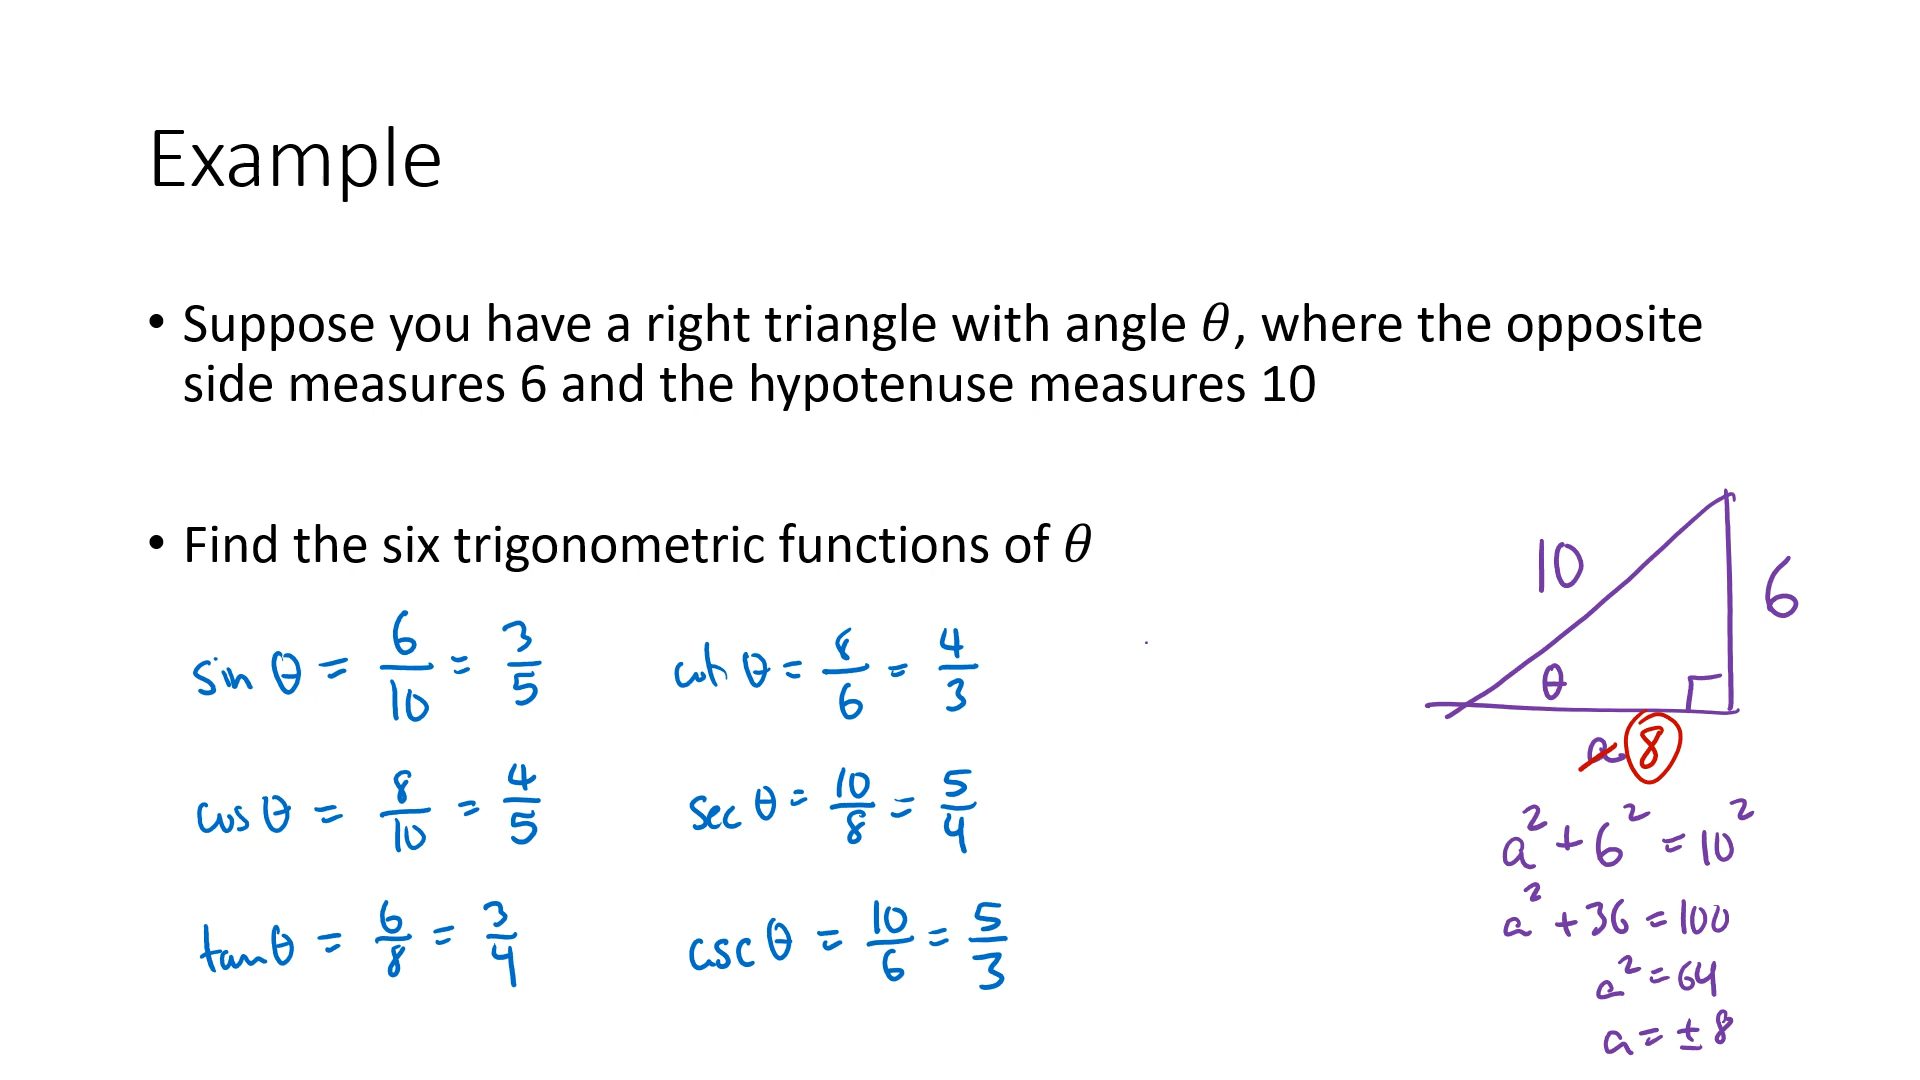 Example
• Suppose you have a right triangle with angle θ, where the opposite
side measures 6 and the hypotenuse measures 10
• Find the six trigonometric functions of θ
sin θ = 6/10 = 3/5
cos θ = 8/10 = 4/5
tan θ = 6/8 = 3/4
cot θ = 8/6 = 4/3
sec θ = 10/8 = 5/4
csc θ = 10/6 = 5/3
10
6
θ
a 8
a² + 6² = 10²
a² + 36 = 100
a² = 64
a = ± 8